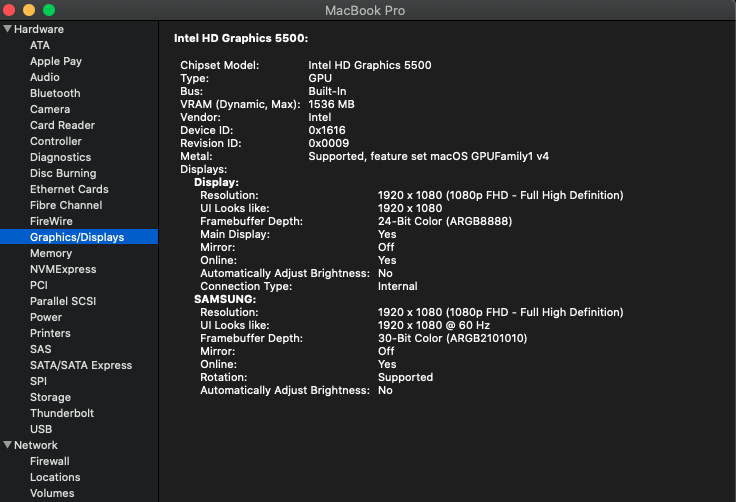 MacBook Pro
Hardware
ATA
Apple Pay
Audio
Bluetooth
Camera
Card Reader
Controller
Diagnostics
Disc Burning
Ethernet Cards
Fibre Channel
FireWire
Graphics/Displays
Memory
NVMExpress
PCI
Parallel SCSI
Power
Printers
SAS
SATA/SATA Express
SPI
Storage
Thunderbolt
USB
Network
Firewall
Locations
Volumes
Intel HD Graphics 5500:
Chipset Model: Intel HD Graphics 5500
Type: GPU
Bus: Built-In
VRAM (Dynamic, Max): 1536 MB
Vendor: Intel
Device ID: 0x1616
Revision ID: 0x0009
Metal: Supported, feature set macOS GPUFamily1 v4
Displays:
Display:
Resolution: 1920 x 1080 (1080p FHD - Full High Definition)
UI Looks like: 1920 x 1080
Framebuffer Depth: 24-Bit Color (ARGB8888)
Main Display: Yes
Mirror: Off
Online: Yes
Automatically Adjust Brightness: No
Connection Type: Internal
SAMSUNG:
Resolution: 1920 x 1080 (1080p FHD - Full High Definition)
UI Looks like: 1920 x 1080 @ 60 Hz
Framebuffer Depth: 30-Bit Color (ARGB2101010)
Mirror: Off
Online: Yes
Rotation: Supported
Automatically Adjust Brightness: No